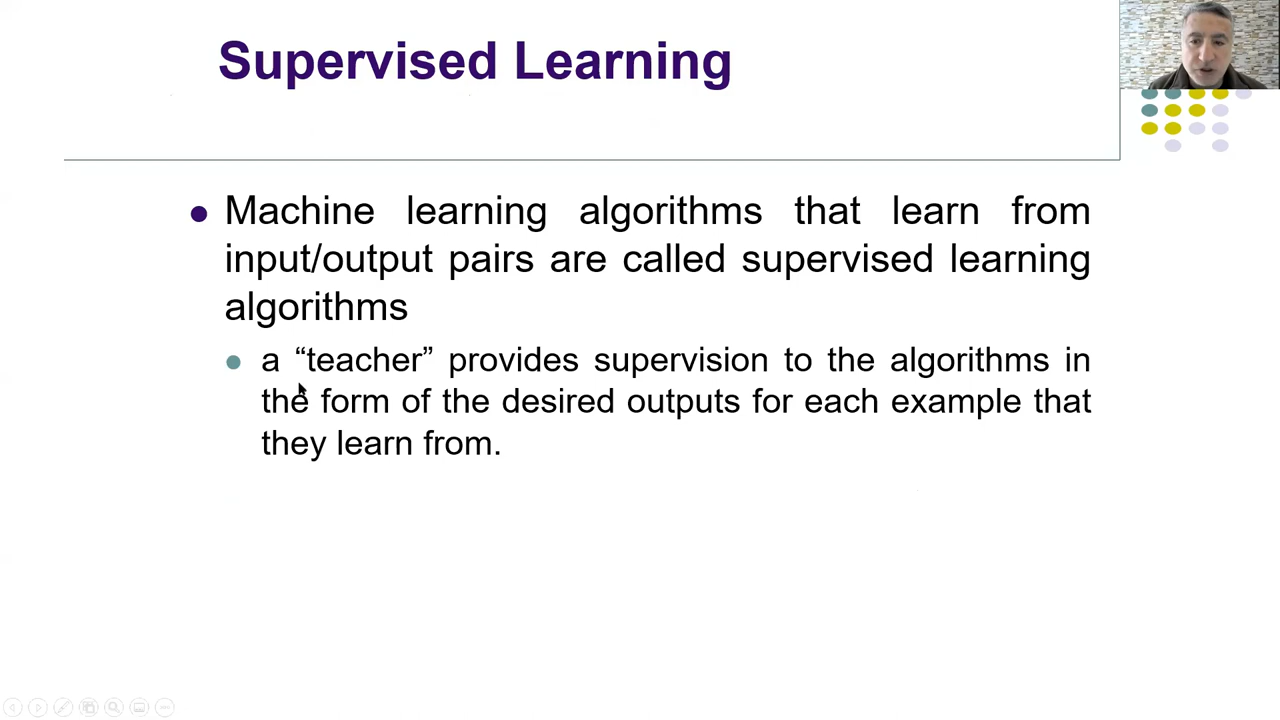 Supervised Learning
Machine learning algorithms that learn from
input/output pairs are called supervised learning
algorithms
a “teacher” provides supervision to the algorithms in
the form of the desired outputs for each example that
they learn from.